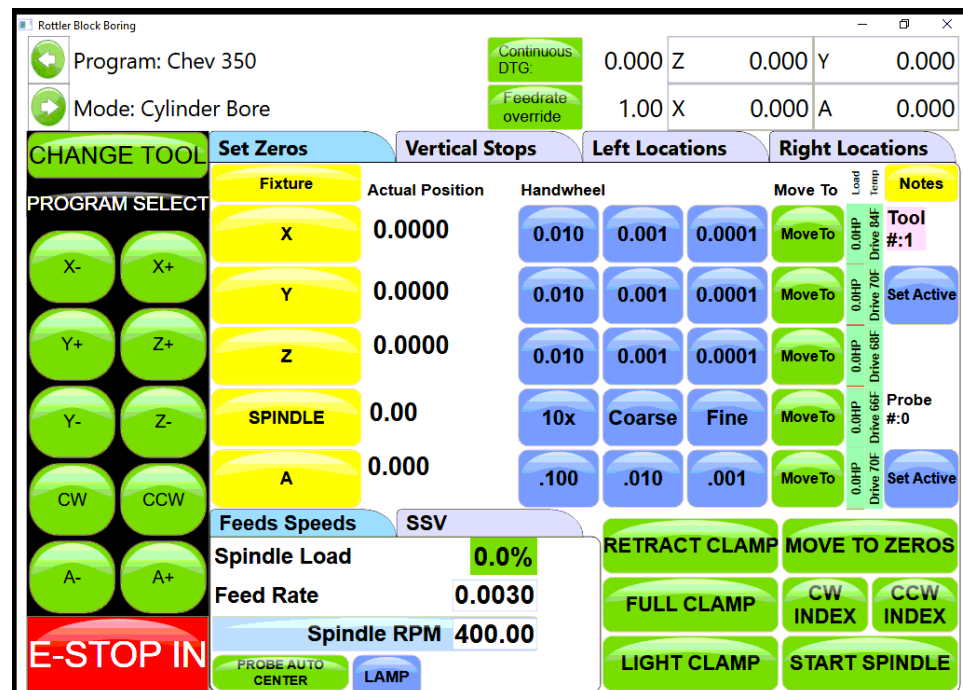 Rottler Block Boring
Program: Chev 350
Continuous DTG:
0.000 Z 0.000 Y 0.000
Mode: Cylinder Bore
Feedrate override
1.00 X 0.000 A 0.000
CHANGE TOOL
PROGRAM SELECT
X- X+
Y+ Z+
Y- Z-
CW CCW
A- A+
E-STOP IN
Set Zeros Vertical Stops Left Locations Right Locations
Fixture Actual Position Handwheel Move To Load Temp Notes
X 0.0000 0.010 0.001 0.0001 MoveTo 0.0HP Drive 84F Tool #:1
Y 0.0000 0.010 0.001 0.0001 MoveTo 0.0HP Drive 70F Set Active
Z 0.0000 0.010 0.001 0.0001 MoveTo 0.0HP Drive 68F
SPINDLE 0.00 10x Coarse Fine MoveTo 0.0HP Drive 66F Probe #:0
A 0.000 .100 .010 .001 MoveTo 0.0HP Drive 70F Set Active
Feeds Speeds SSV
Spindle Load 0.0%
Feed Rate 0.0030
Spindle RPM 400.00
PROBE AUTO CENTER
LAMP
RETRACT CLAMP MOVE TO ZEROS
FULL CLAMP CW INDEX CCW INDEX
LIGHT CLAMP START SPINDLE